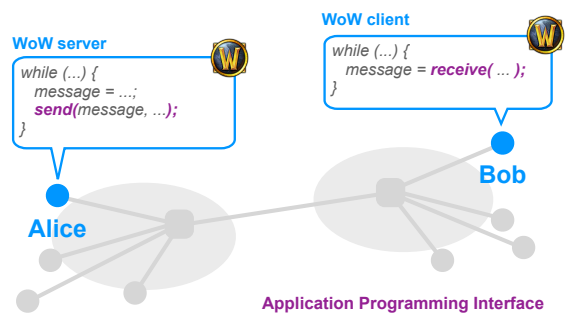 WoW server
while (...) {
message = ...;
send(message, ...);
}
WoW client
while (...) {
message = receive( ... );
}
W
W
Alice
Bob
Application Programming Interface